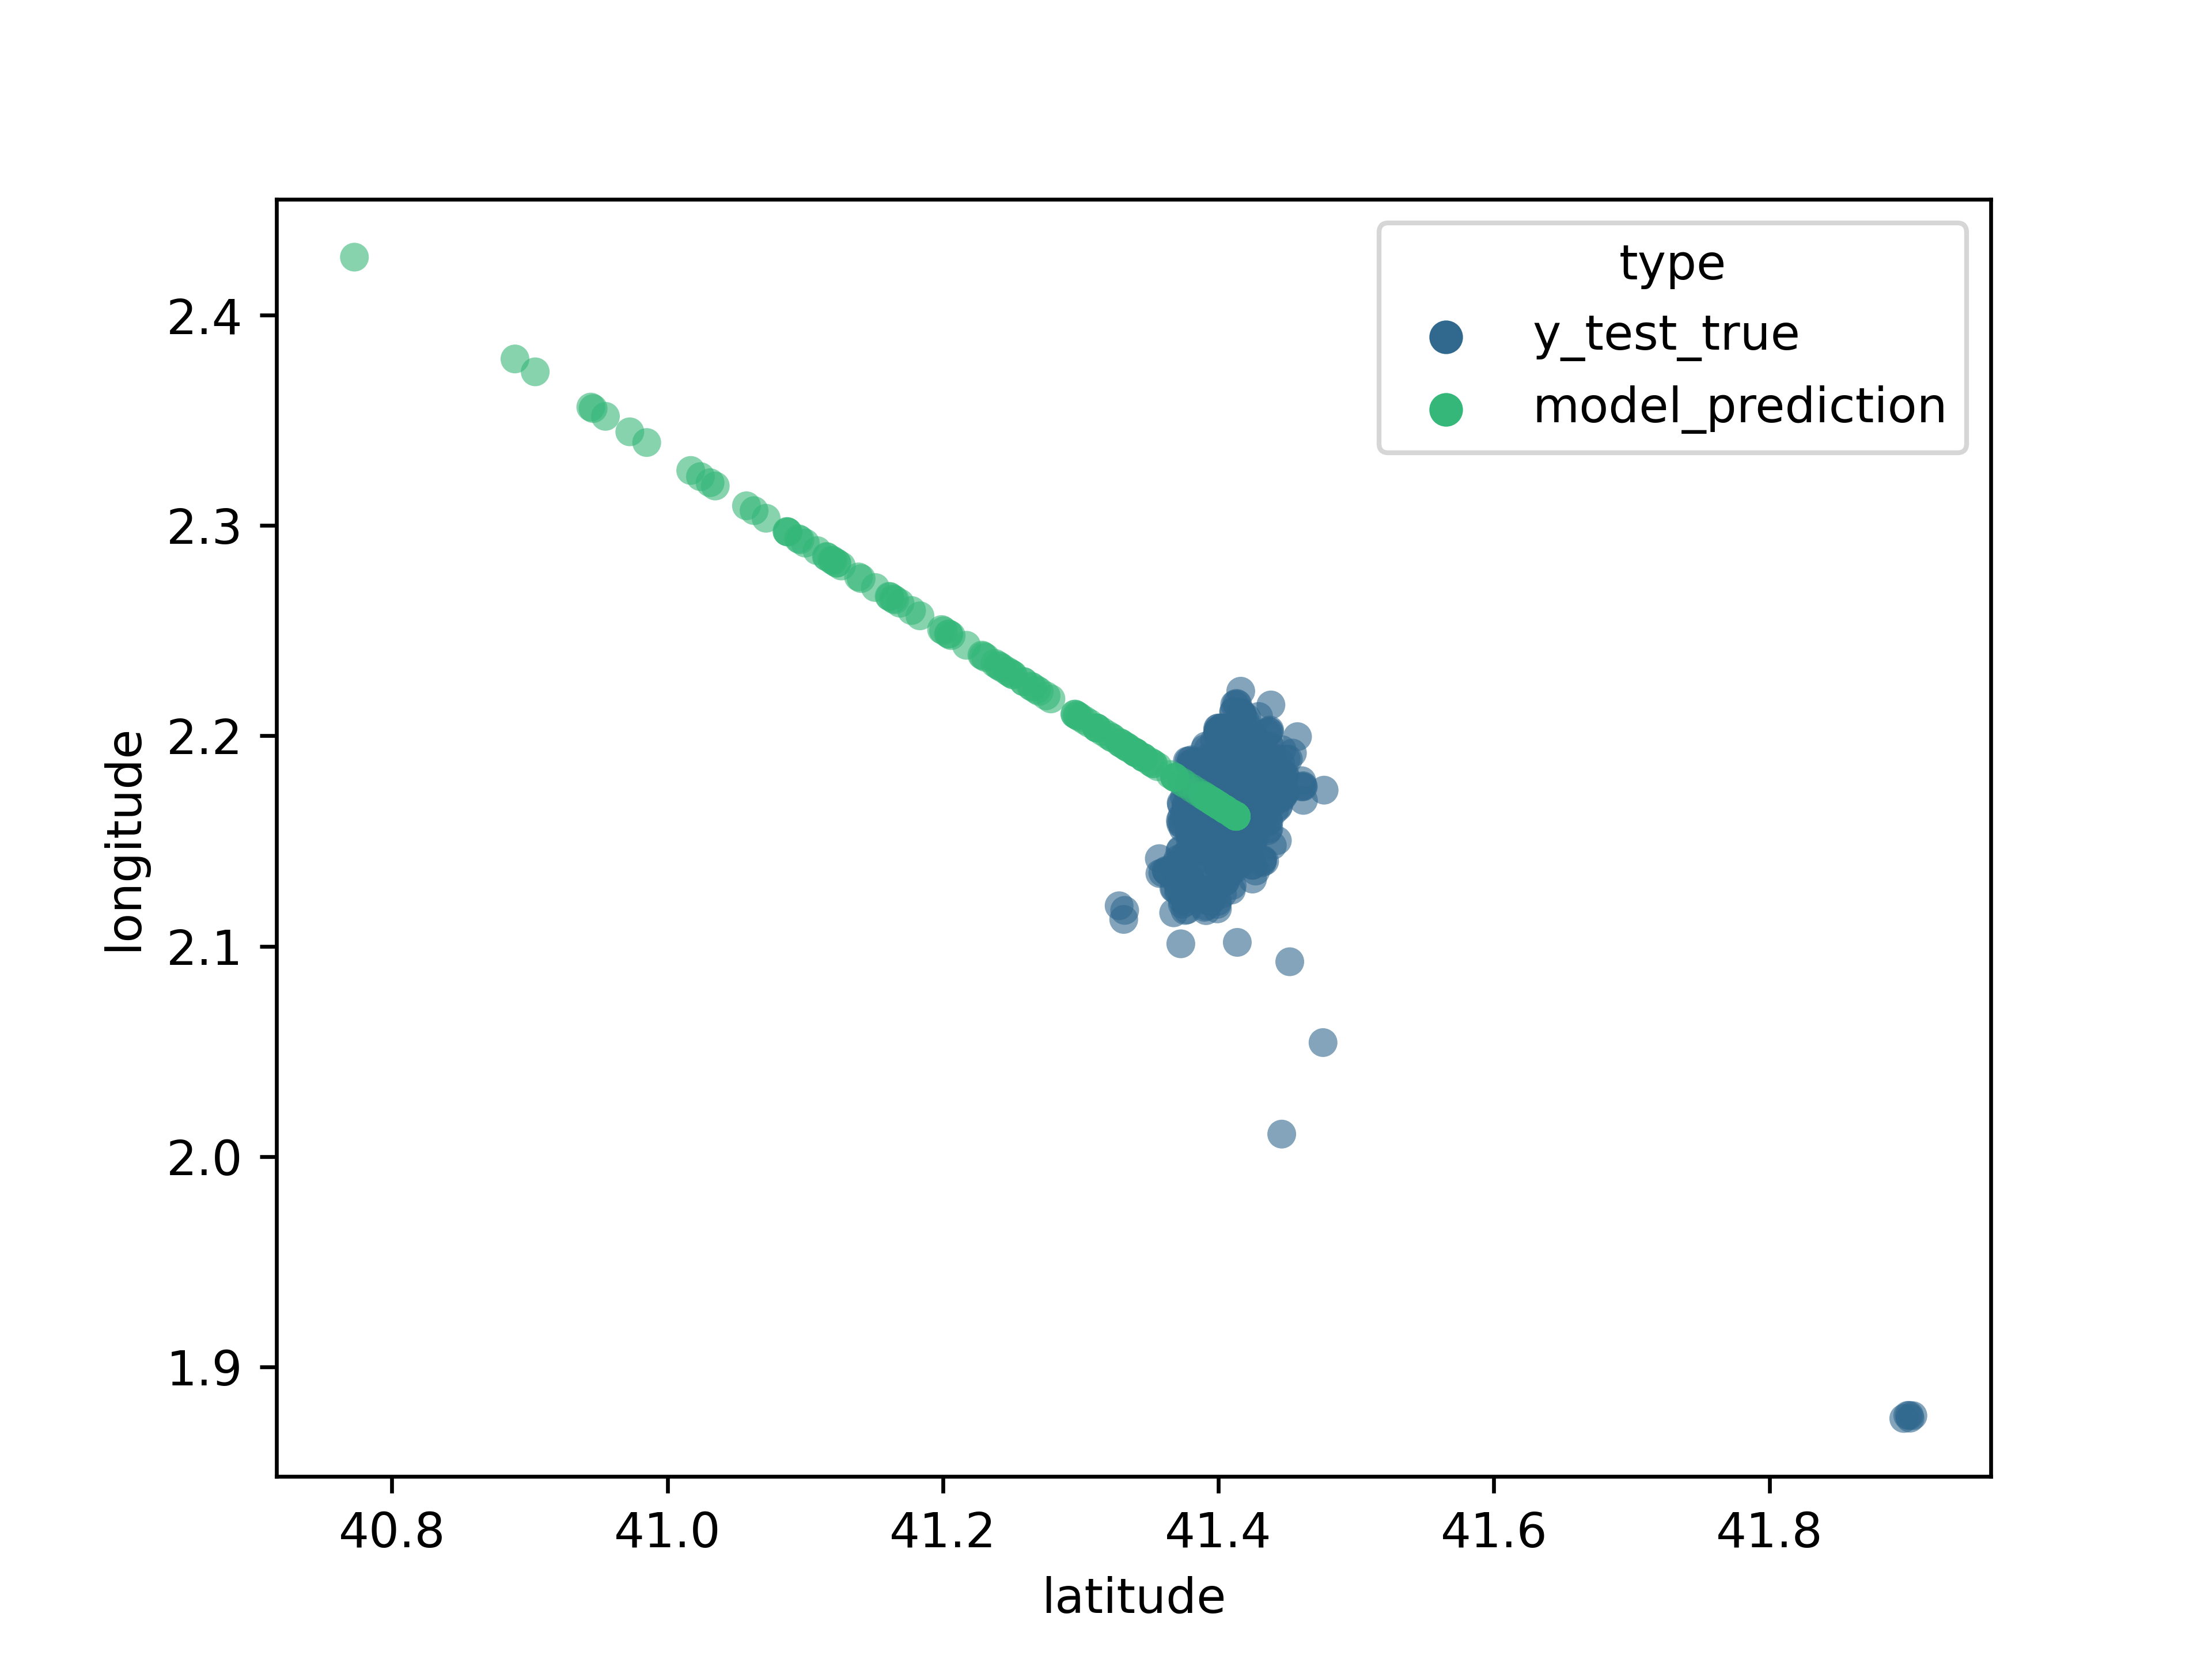 type
y_test_true
model_prediction
2.4
2.3
2.2
2.1
2.0
1.9
longitude
40.8 41.0 41.2 41.4 41.6 41.8
latitude